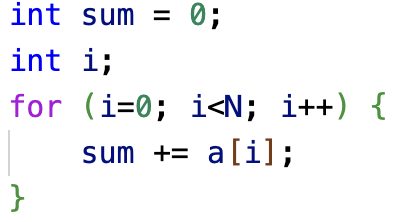 int sum = 0;
int i;
for (i=0; i<N; i++) {
    sum += a[i];
}